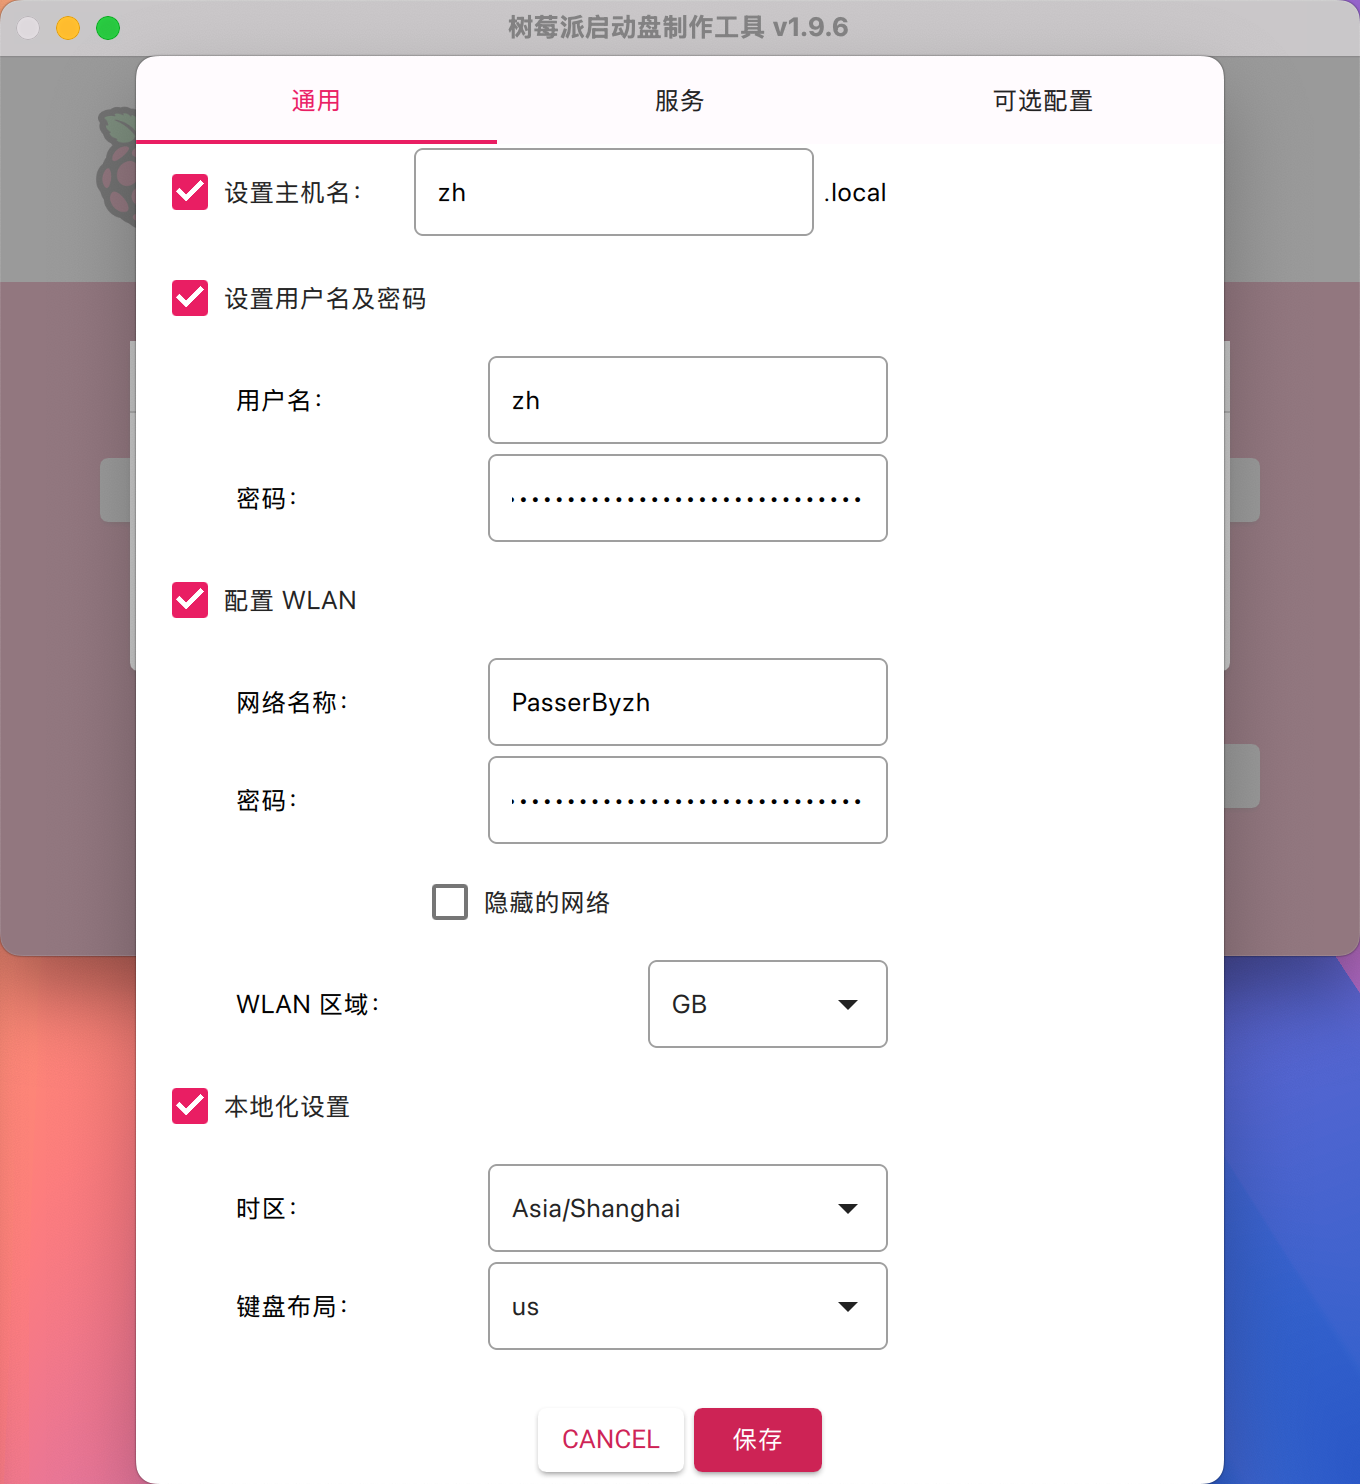 树莓派启动盘制作工具 v1.9.6
通用 服务 可选配置
设置主机名： zh .local
设置用户名及密码
用户名： zh
密码： ••••••••••••••••••••••••••••••
配置 WLAN
网络名称： PasserByzh
密码： ••••••••••••••••••••••••••••••
隐藏的网络
WLAN 区域： GB
本地化设置
时区： Asia/Shanghai
键盘布局： us
CANCEL 保存